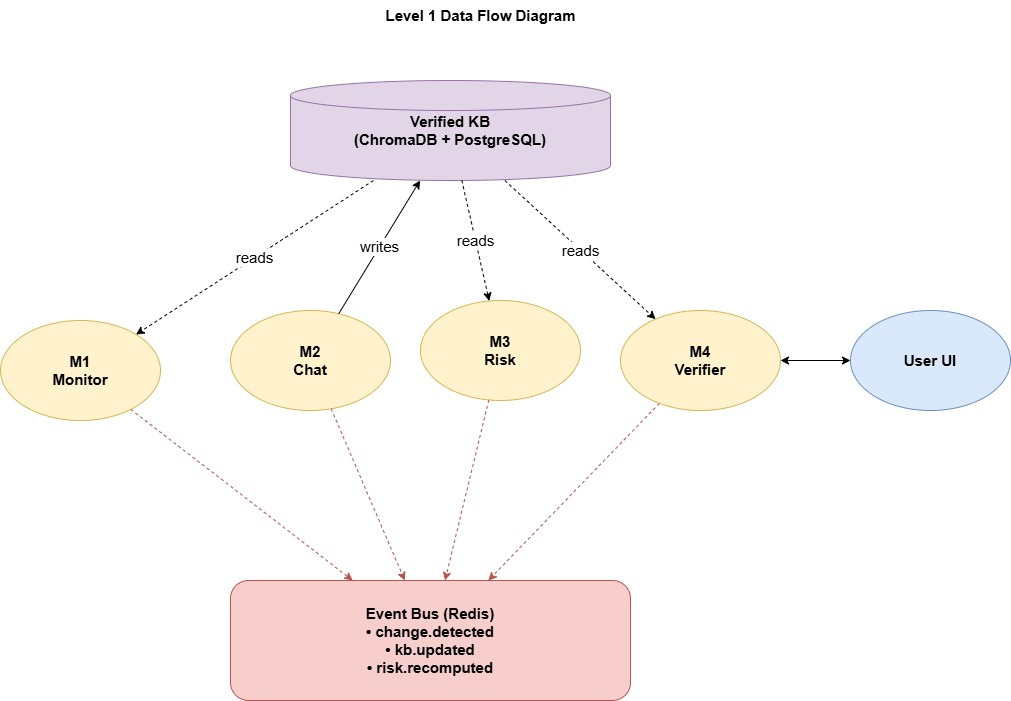 Level 1 Data Flow Diagram
Verified KB
(ChromaDB + PostgreSQL)
reads
writes
reads
reads
M1
Monitor
M2
Chat
M3
Risk
M4
Verifier
User UI
Event Bus (Redis)
• change.detected
• kb.updated
• risk.recomputed